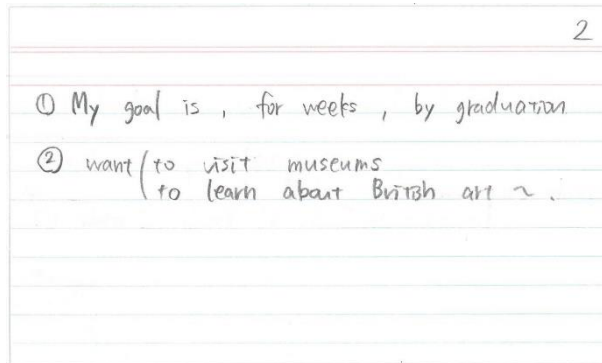 2
① My goal is , for weeks , by graduation
② want ( to visit museums
to learn about British art ~ .